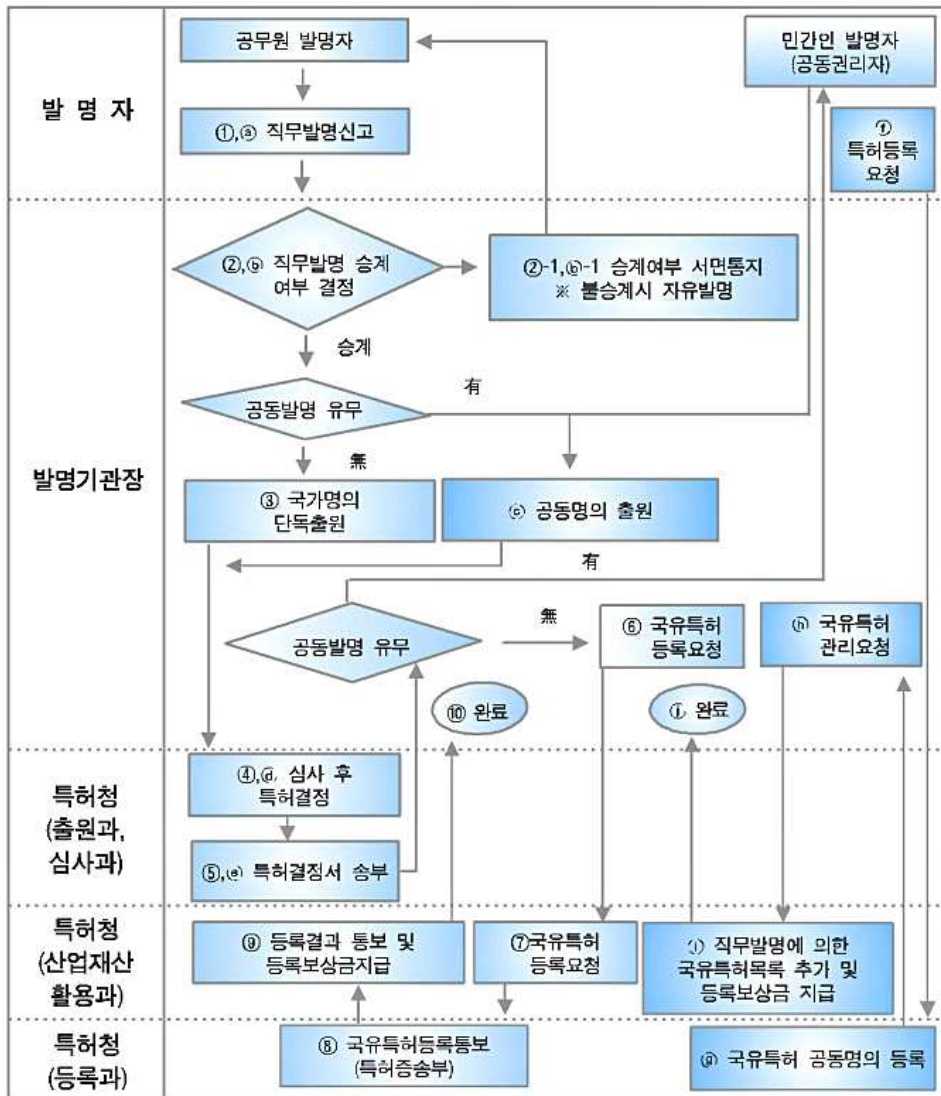 발 명 자
공무원 발명자
①,ⓐ 직무발명신고
민간인 발명자
(공동권리자)
ⓕ
특허등록
요청
발명기관장
②,ⓑ 직무발명 승계
여부 결정
②-1,ⓑ-1 승계여부 서면통지
※ 불승계시 자유발명
승계
공동발명 유무
有
無
③ 국가명의
단독출원
ⓒ 공동명의 출원
有
공동발명 유무
無
⑥ 국유특허
등록요청
ⓗ 국유특허
관리요청
⑩ 완료
ⓙ 완료
특허청
(출원과,
심사과)
④,ⓓ 심사 후
특허결정
⑤,ⓔ 특허결정서 송부
특허청
(산업재산
활용과)
⑨ 등록결과 통보 및
등록보상금지급
⑦국유특허
등록요청
ⓘ 직무발명에 의한
국유특허목록 추가 및
등록보상금 지급
특허청
(등록과)
⑧ 국유특허등록통보
(특허증송부)
ⓖ 국유특허 공동명의 등록